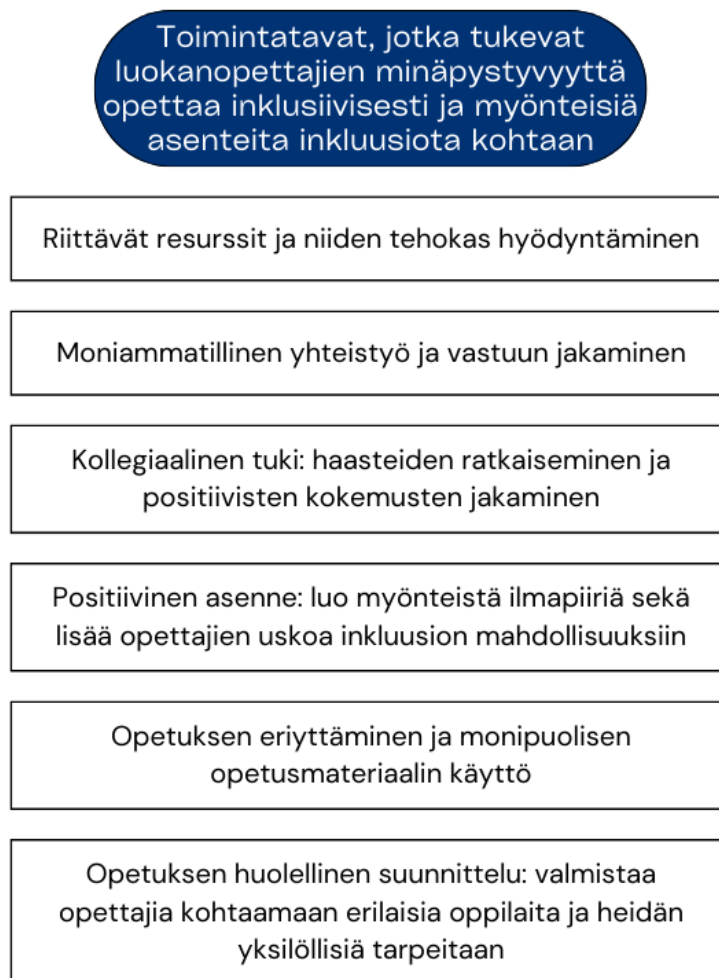 Toimintatavat, jotka tukevat
luokanopettajien minäpystyvyyttä
opettaa inklusiivisesti ja myönteisiä
asenteita inkluusiota kohtaan
Riittävät resurssit ja niiden tehokas hyödyntäminen
Moniammatillinen yhteistyö ja vastuun jakaminen
Kollegiaalinen tuki: haasteiden ratkaiseminen ja
positiivisten kokemusten jakaminen
Positiivinen asenne: luo myönteistä ilmapiiriä sekä
lisää opettajien uskoa inkluusion mahdollisuuksiin
Opetuksen eriyttäminen ja monipuolisen
opetusmateriaalin käyttö
Opetuksen huolellinen suunnittelu: valmistaa
opettajia kohtaamaan erilaisia oppilaita ja heidän
yksilöllisiä tarpeitaan